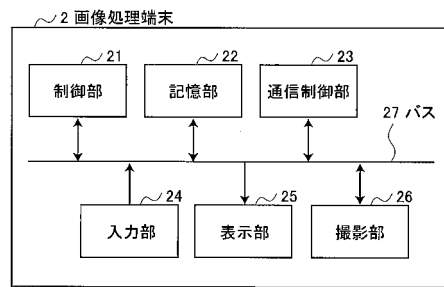 2 画像処理端末
21
22
23
制御部
記憶部
通信制御部
27 バス
24
25
26
入力部
表示部
撮影部